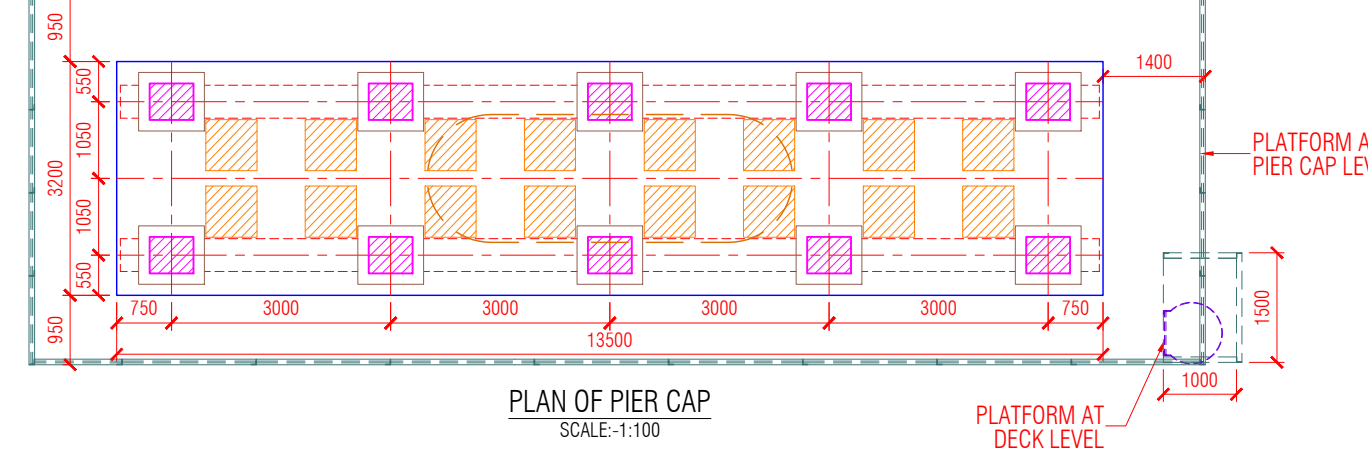 950
550
1400
1050
PLATFORM A
PIER CAP LEV
3200
1050
550
750
3000
3000
3000
3000
750
1500
950
13500
1000
PLAN OF PIER CAP
SCALE:-1:100
PLATFORM AT
DECK LEVEL